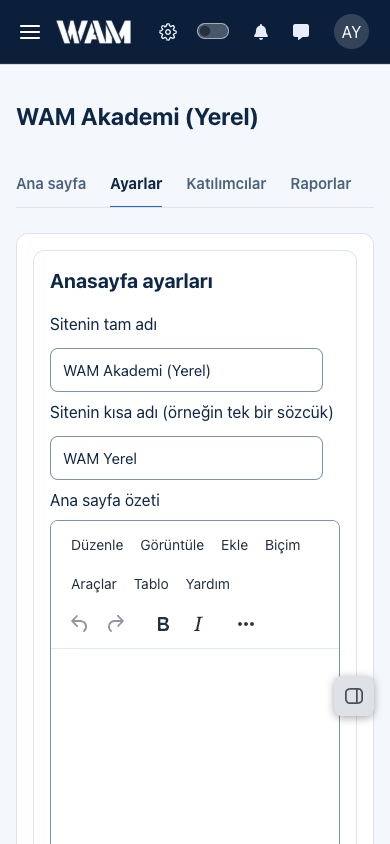 WAM
AY
WAM Akademi (Yerel)
Ana sayfa Ayarlar Katılımcılar Raporlar
Anasayfa ayarları
Sitenin tam adı
WAM Akademi (Yerel)
Sitenin kısa adı (örneğin tek bir sözcük)
WAM Yerel
Ana sayfa özeti
Düzenle Görüntüle Ekle Biçim
Araçlar Tablo Yardım
B I